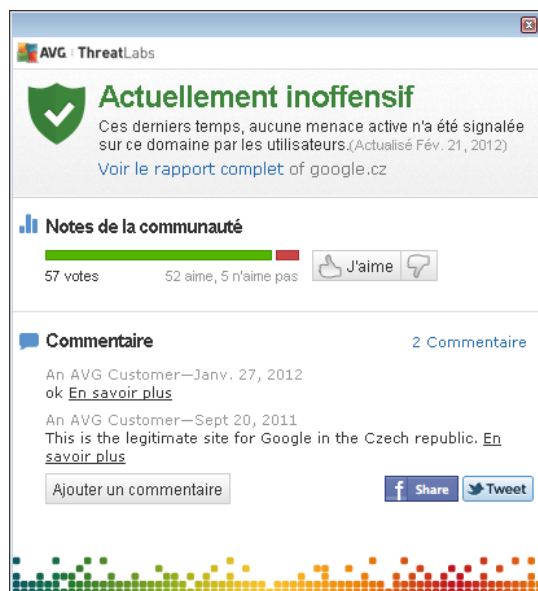 AVG ThreatLabs
Actuellement inoffensif
Ces derniers temps, aucune menace active n'a été signalée
sur ce domaine par les utilisateurs.(Actualisé Fév. 21, 2012)
Voir le rapport complet of google.cz
Notes de la communauté
57 votes 52 aime, 5 n'aime pas J'aime
Commentaire 2 Commentaire
An AVG Customer—Janv. 27, 2012
ok En savoir plus
An AVG Customer—Sept 20, 2011
This is the legitimate site for Google in the Czech republic. En
savoir plus
Ajouter un commentaire f Share Tweet